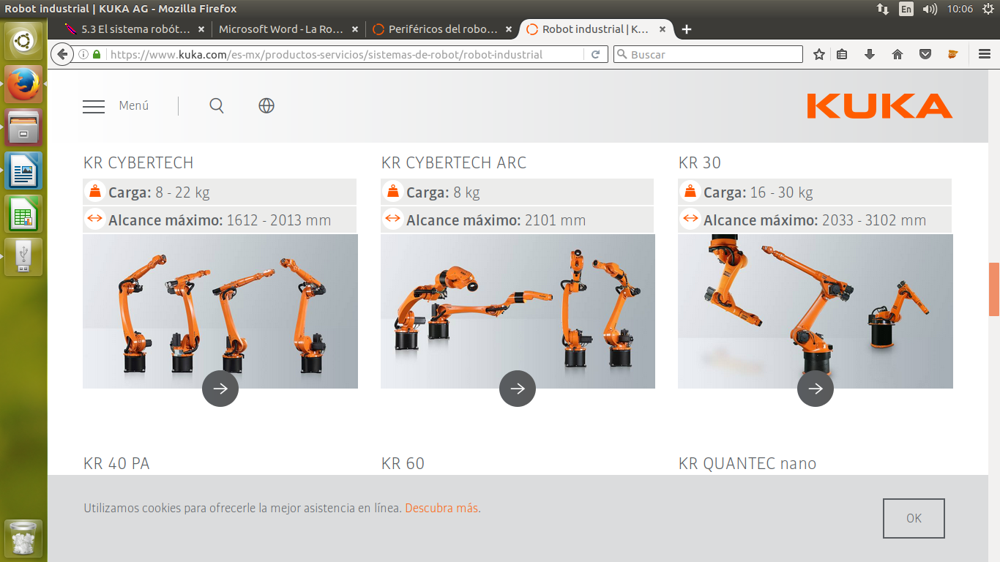 Robot industrial | KUKA AG - Mozilla Firefox
En
10:06
5.3 El sistema robót...
Microsoft Word - La Ro...
Periféricos del robo...
Robot industrial | K...
https://www.kuka.com/es-mx/productos-servicios/sistemas-de-robot/robot-industrial
Buscar
Menú
KUKA
KR CYBERTECH
Carga: 8 - 22 kg
Alcance máximo: 1612 - 2013 mm
KR CYBERTECH ARC
Carga: 8 kg
Alcance máximo: 2101 mm
KR 30
Carga: 16 - 30 kg
Alcance máximo: 2033 - 3102 mm
KR 40 PA
KR 60
KR QUANTEC nano
Utilizamos cookies para ofrecerle la mejor asistencia en línea. Descubra más.
OK